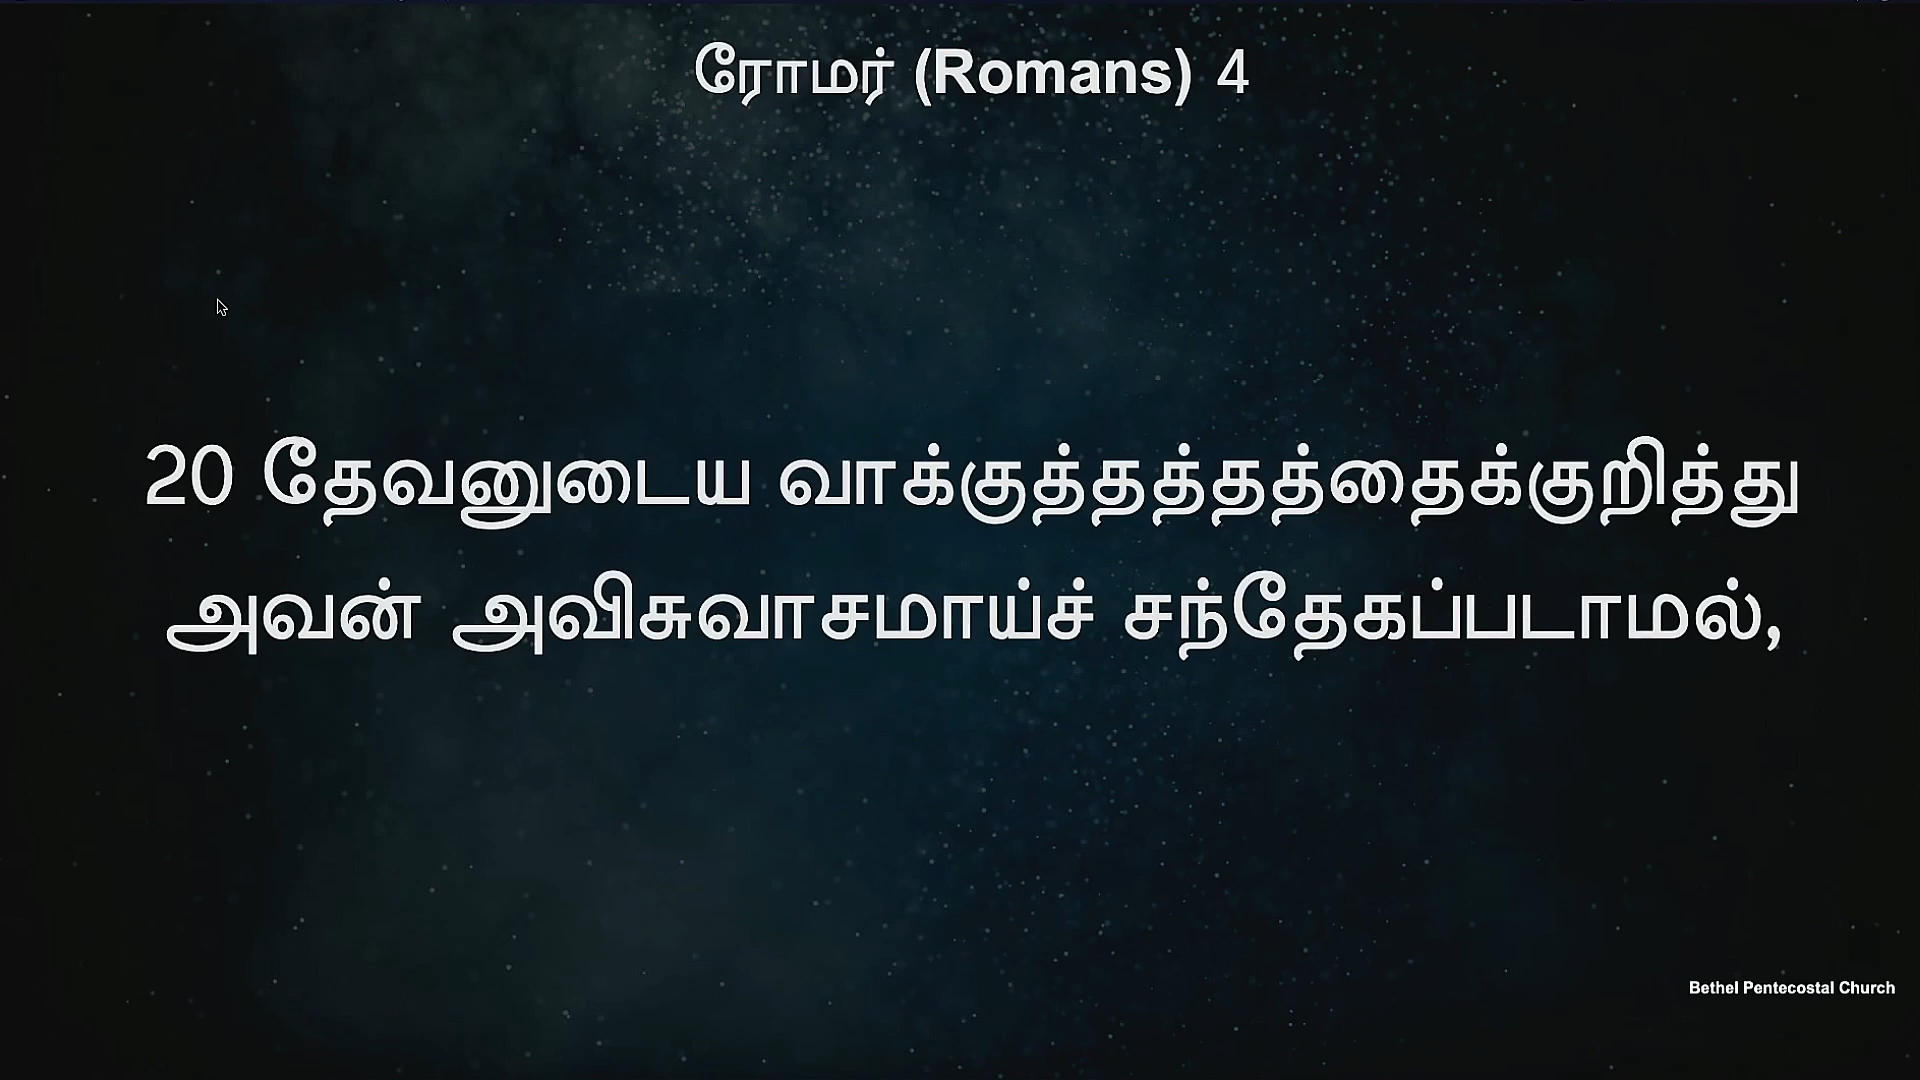 ரோமர் (Romans) 4
20 தேவனுடைய வாக்குத்தத்தத்தைக்குறித்து
அவன் அவிசுவாசமாய்ச் சந்தேகப்படாமல்,
Bethel Pentecostal Church